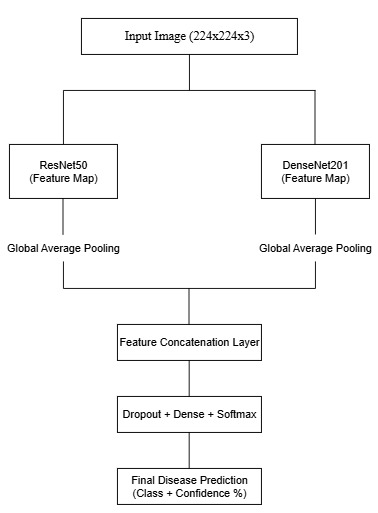 Input Image (224x224x3)
ResNet50
(Feature Map)
DenseNet201
(Feature Map)
Global Average Pooling
Global Average Pooling
Feature Concatenation Layer
Dropout + Dense + Softmax
Final Disease Prediction
(Class + Confidence %)